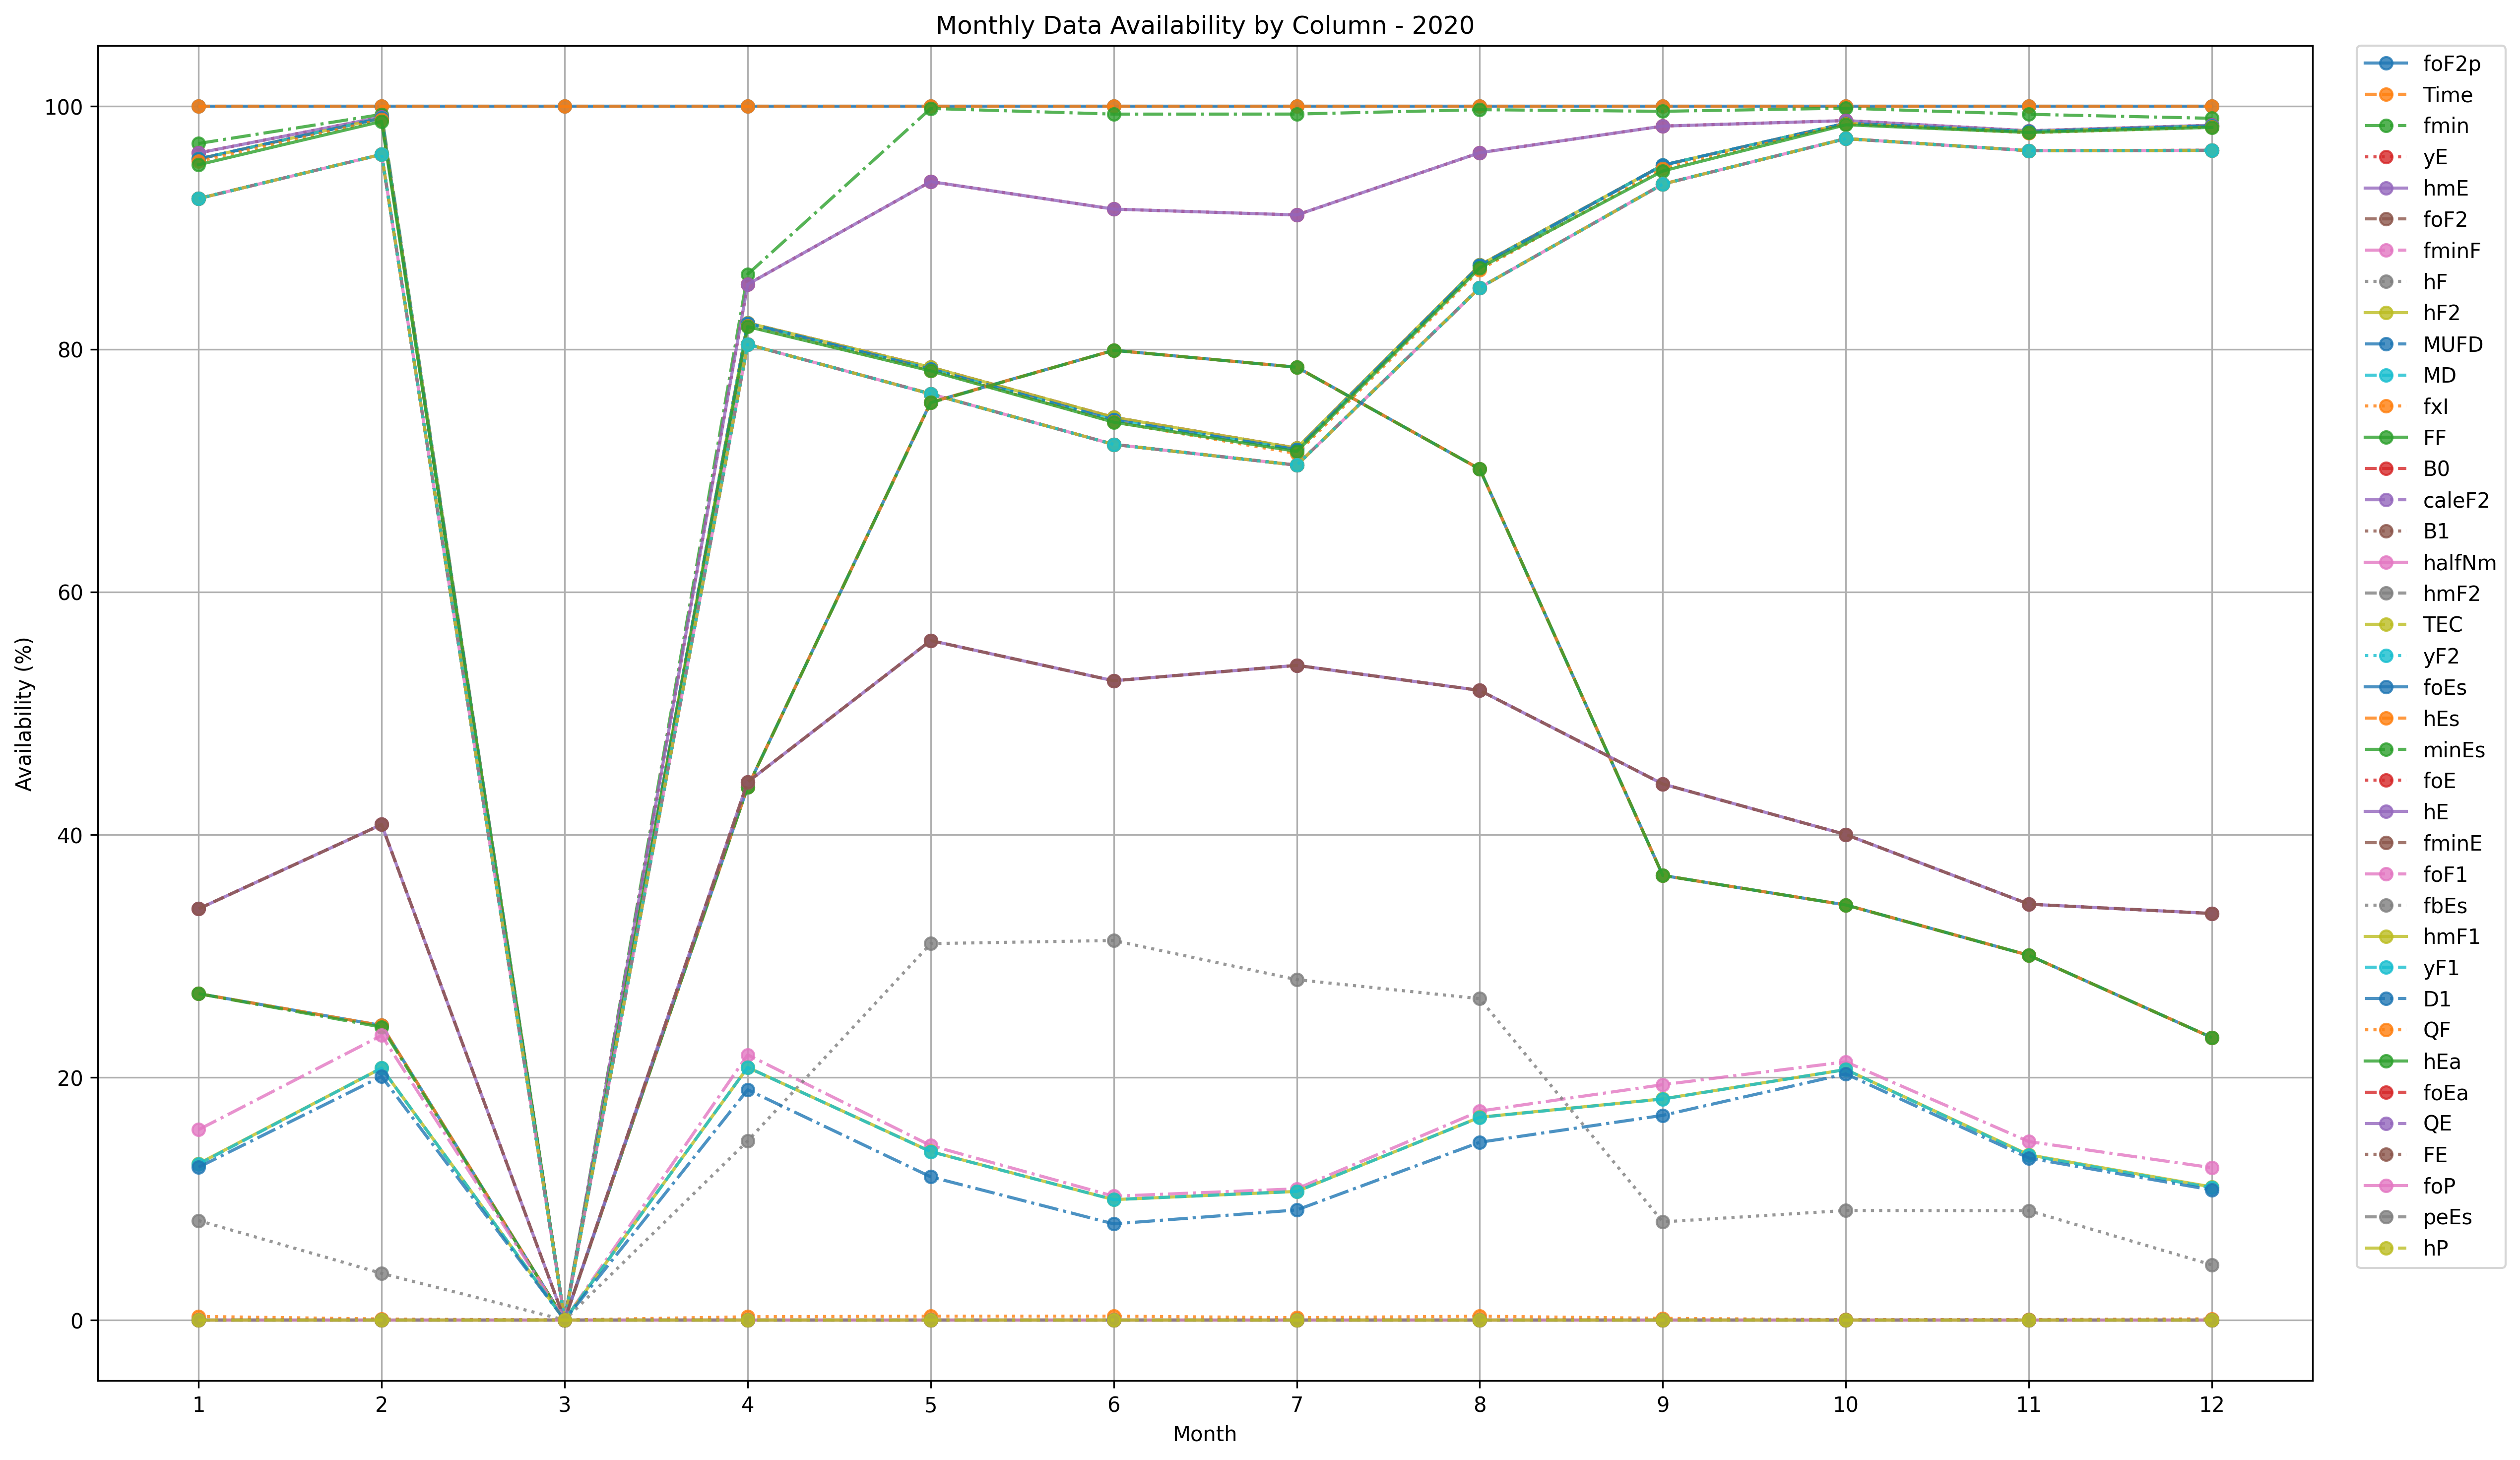 Monthly Data Availability by Column - 2020
Availability (%)
100
80
60
40
20
0
1 2 3 4 5 6 7 8 9 10 11 12
Month
foF2p
Time
fmin
yE
hmE
foF2
fminF
hF
hF2
MUFD
MD
fxI
FF
B0
caleF2
B1
halfNm
hmF2
TEC
yF2
foEs
hEs
minEs
foE
hE
fminE
foF1
fbEs
hmF1
yF1
D1
QF
hEa
foEa
QE
FE
foP
peEs
hP